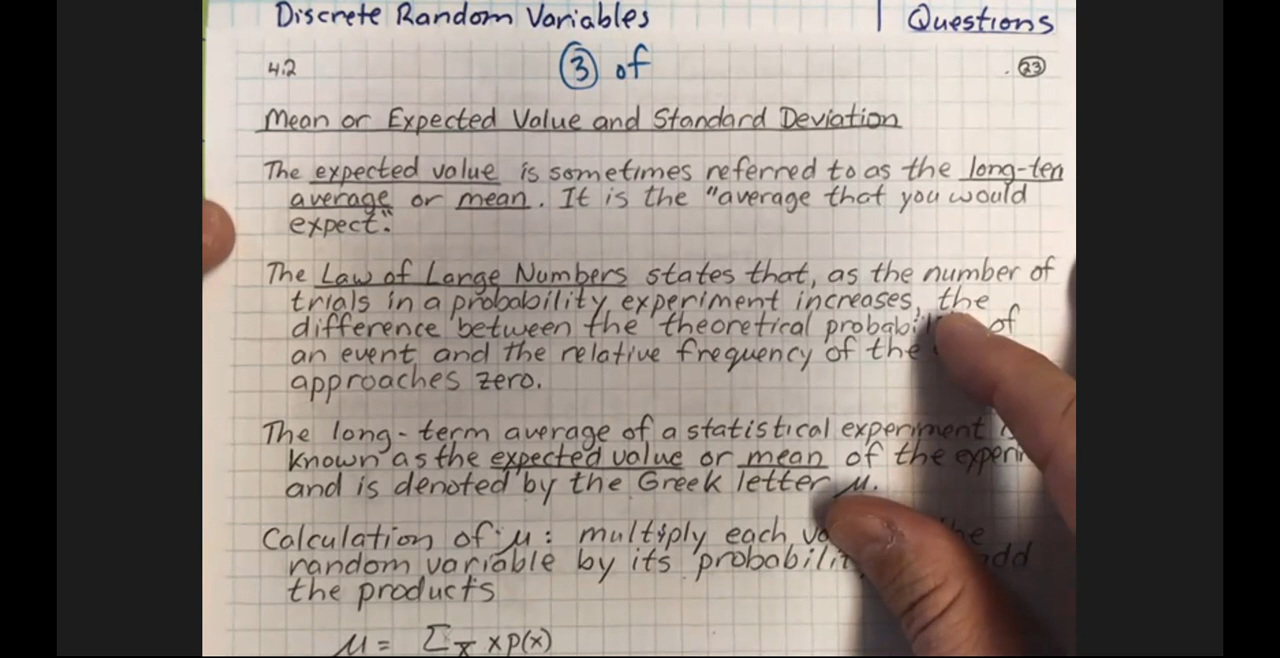 Discrete Random Variables | Questions
4.2 ③ of 23
Mean or Expected Value and Standard Deviation
The expected value is sometimes referred to as the long-ter
average or mean. It is the "average that you would
expect."
The Law of Large Numbers states that, as the number of
trials in a probability experiment increases, the
difference between the theoretical of
an event and the relative frequency of the
approaches zero.
The long-term average of a statistical experiment
known as the expected value or mean of the
and is denoted by the Greek letter μ.
Calculation of μ: multiply each
random variable by its
the products
μ = Σx xp(x)